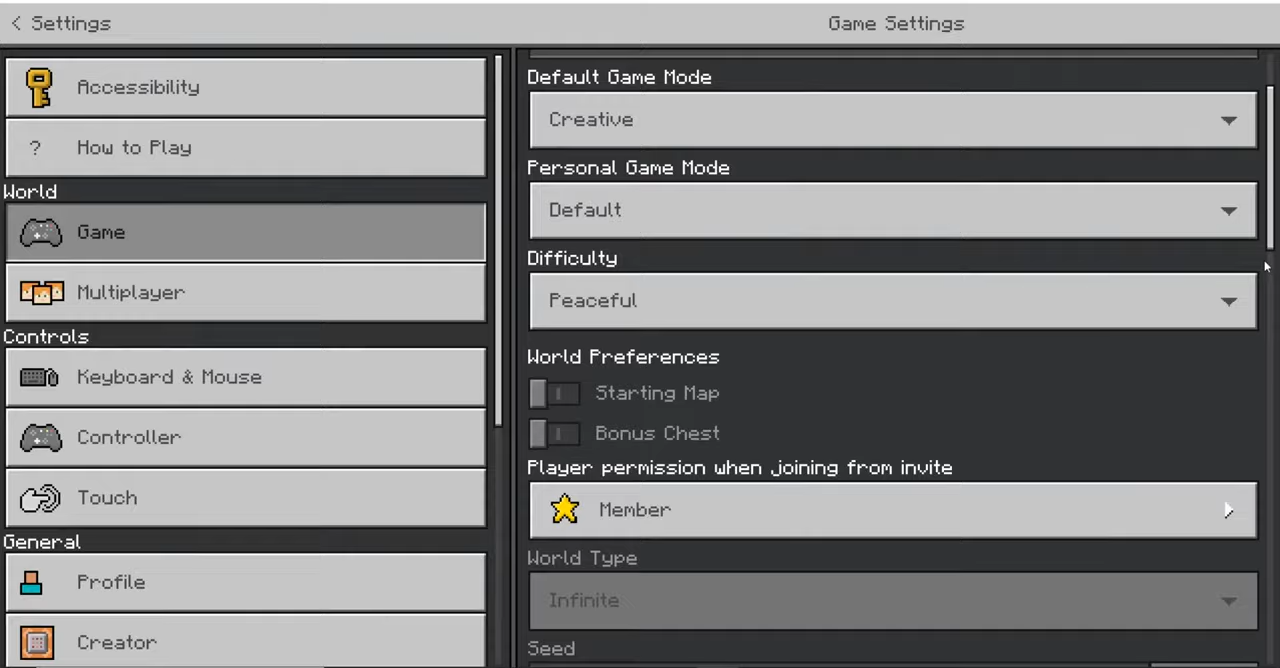 < Settings
Game Settings
Accessibility
? How to Play
World
Game
Multiplayer
Controls
Keyboard & Mouse
Controller
Touch
General
Profile
Creator
Default Game Mode
Creative
Personal Game Mode
Default
Difficulty
Peaceful
World Preferences
Starting Map
Bonus Chest
Player permission when joining from invite
Member
World Type
Infinite
Seed